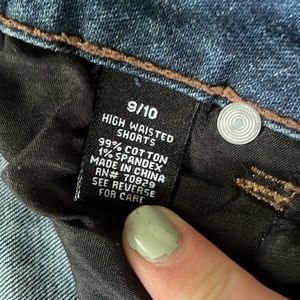 9/10
HIGH WAISTED
SHORTS
99% COTTON
1% SPANDEX
MADE IN CHINA
RN# 70829
SEE REVERSE
FOR CARE